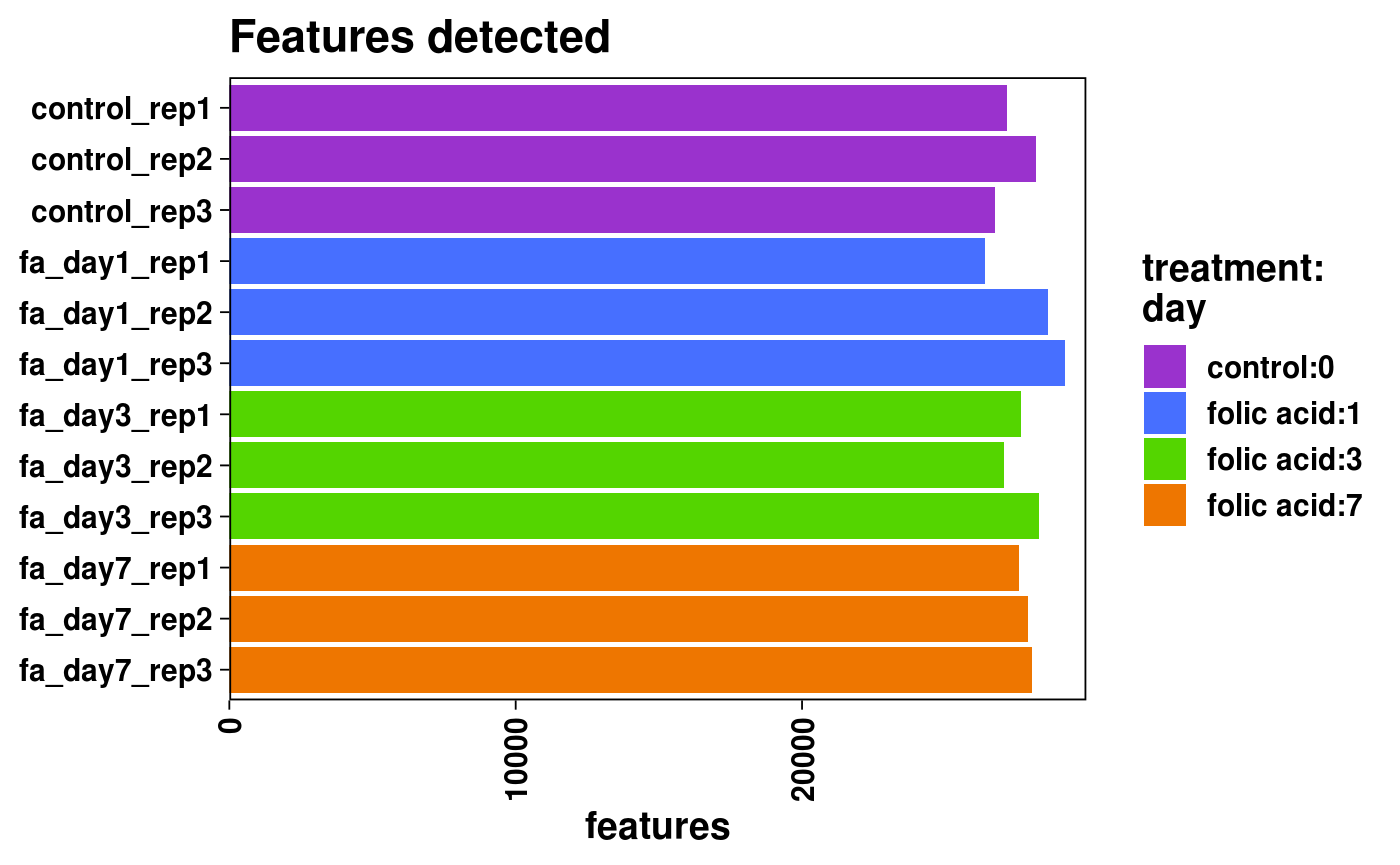 Features detected
control_rep1
control_rep2
control_rep3
fa_day1_rep1
fa_day1_rep2
fa_day1_rep3
fa_day3_rep1
fa_day3_rep2
fa_day3_rep3
fa_day7_rep1
fa_day7_rep2
fa_day7_rep3
0
10000
20000
features
treatment:
day
control:0
folic acid:1
folic acid:3
folic acid:7